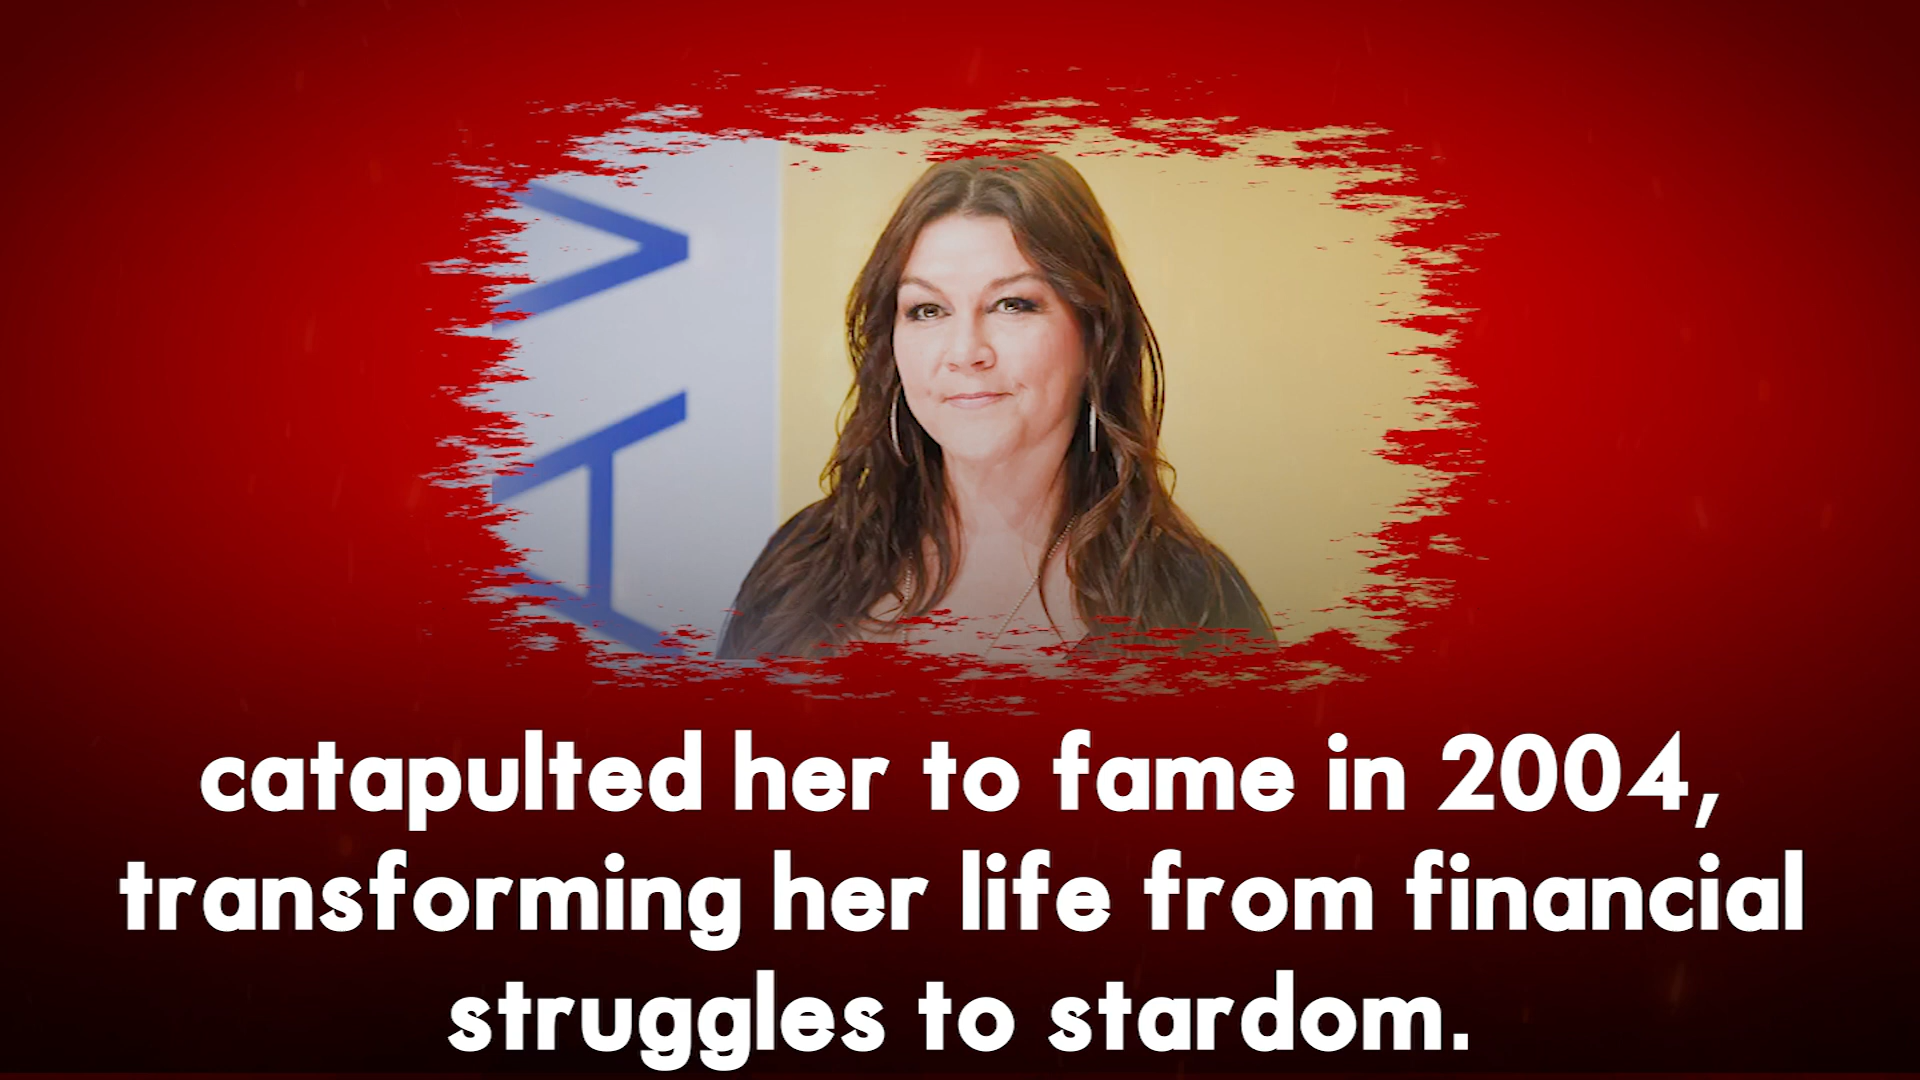 catapulted her to fame in 2004,
transforming her life from financial
struggles to stardom.